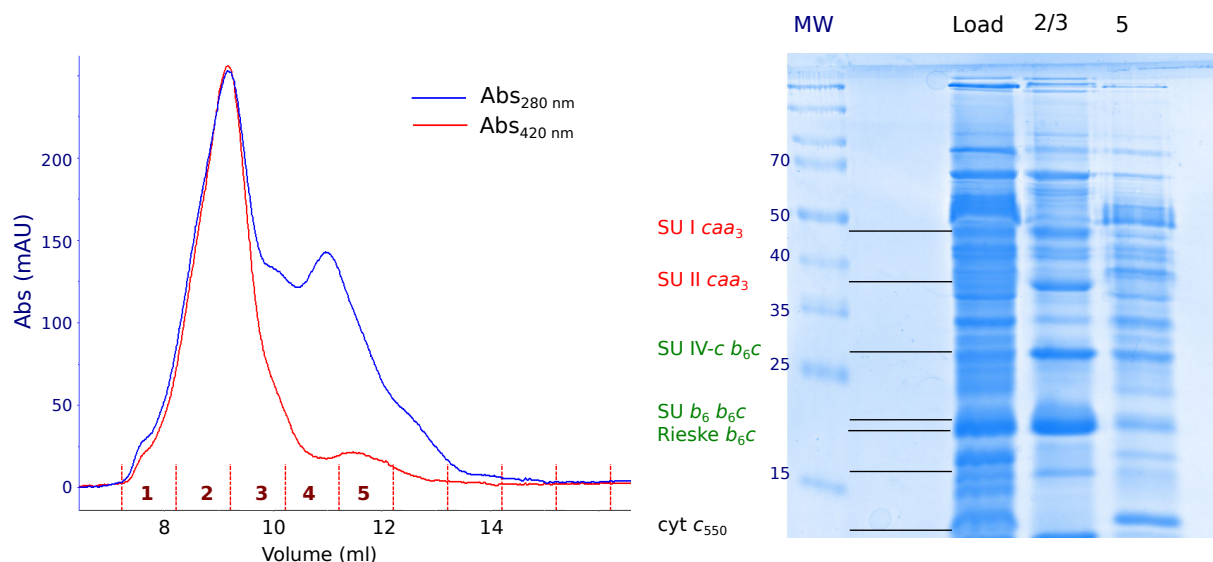 Abs (mAU)
200
150
100
50
0
Abs280 nm
Abs420 nm
1 2 3 4 5
8 10 12 14
Volume (ml)
MW Load 2/3 5
70
50
40
35
25
15
SU I caa3
SU II caa3
SU IV-c b6c
SU b6 b6c
Rieske b6c
cyt c550